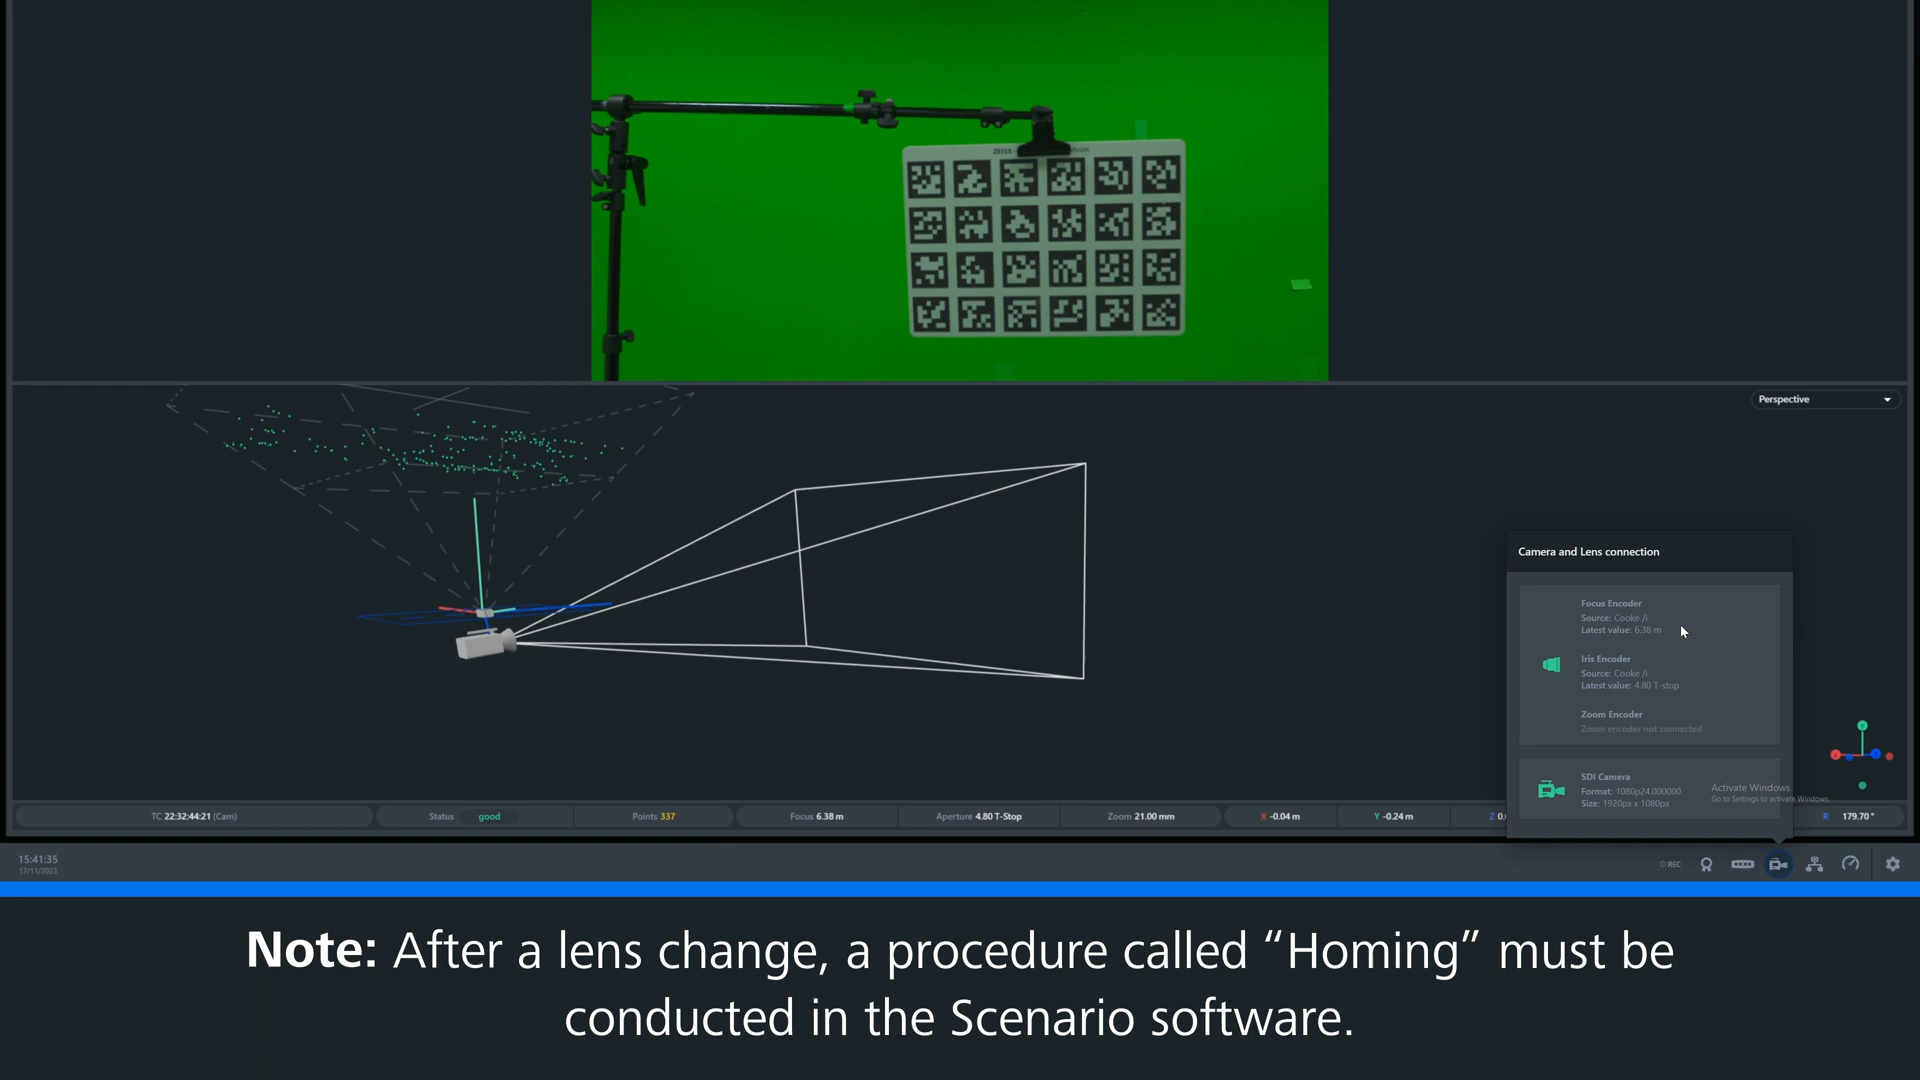 ZEISS
Perspective
Camera and Lens connection
Focus Encoder
Source: Cooke /i
Latest value: 6.38 m
Iris Encoder
Source: Cooke /i
Latest value: 4.80 T-stop
Zoom Encoder
Zoom encoder not connected
SDI Camera
Format: 1080p24,000000
Size: 1920px x 1080px
Activate Windows
Go to Settings to activate Windows.
TC 22:32:44:21 (Cam)
Status good
Points 337
Focus 6.38 m
Aperture 4.80 T-Stop
Zoom 21.00 mm
X -0.04 m
Y -0.24 m
Z 0.
R 179.70°
15:41:35
17/11/2023
REC
Note: After a lens change, a procedure called “Homing” must be
conducted in the Scenario software.